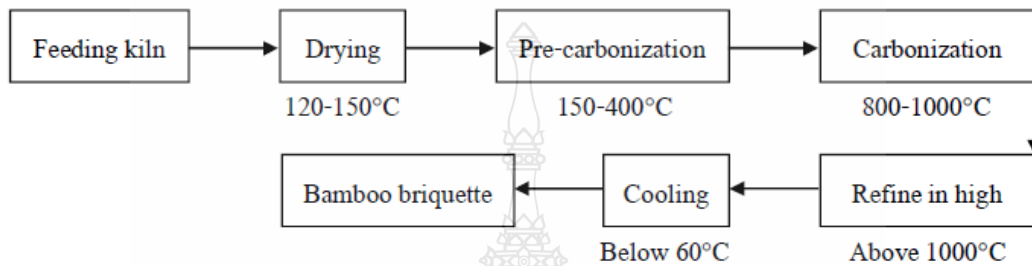 Feeding kiln
Drying
Pre-carbonization
Carbonization
120-150°C
150-400°C
800-1000°C
Bamboo briquette
Cooling
Refine in high
Below 60°C
Above 1000°C